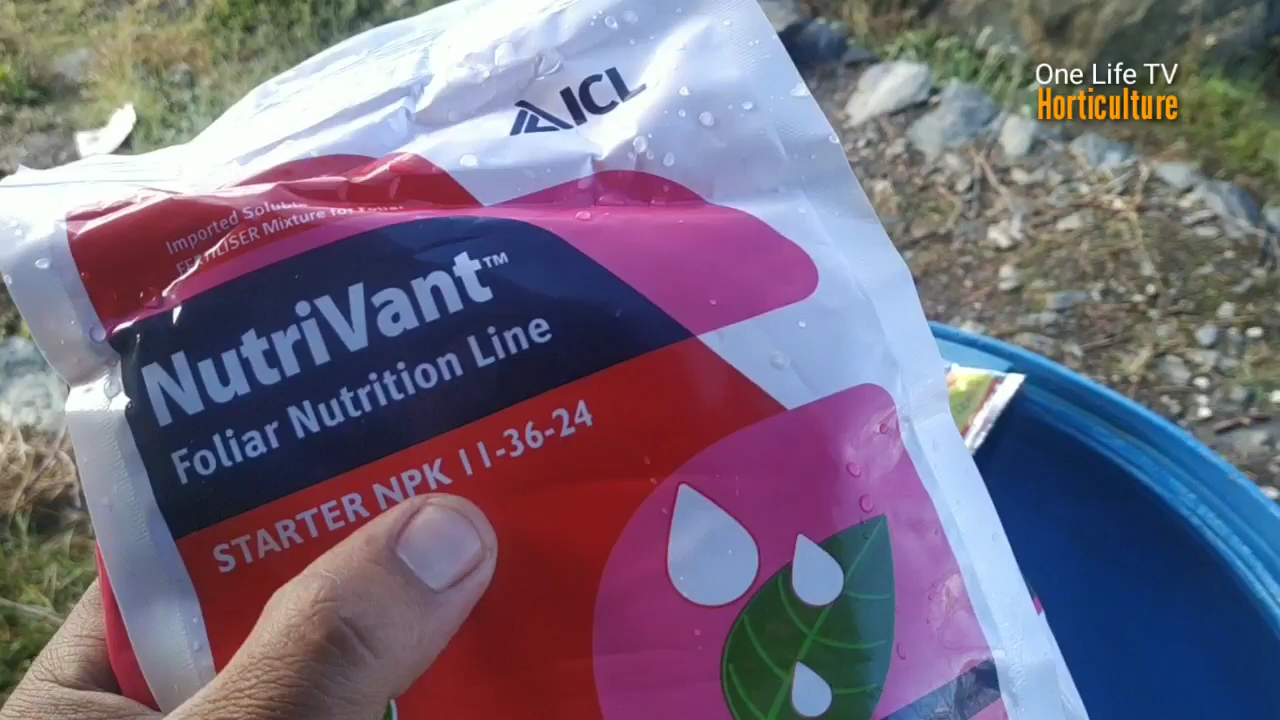 One Life TV
Horticulture
ICL
Imported Soluble
FERTILISER Mixture for Foliar
NutriVant™
Foliar Nutrition Line
STARTER NPK 11-36-24